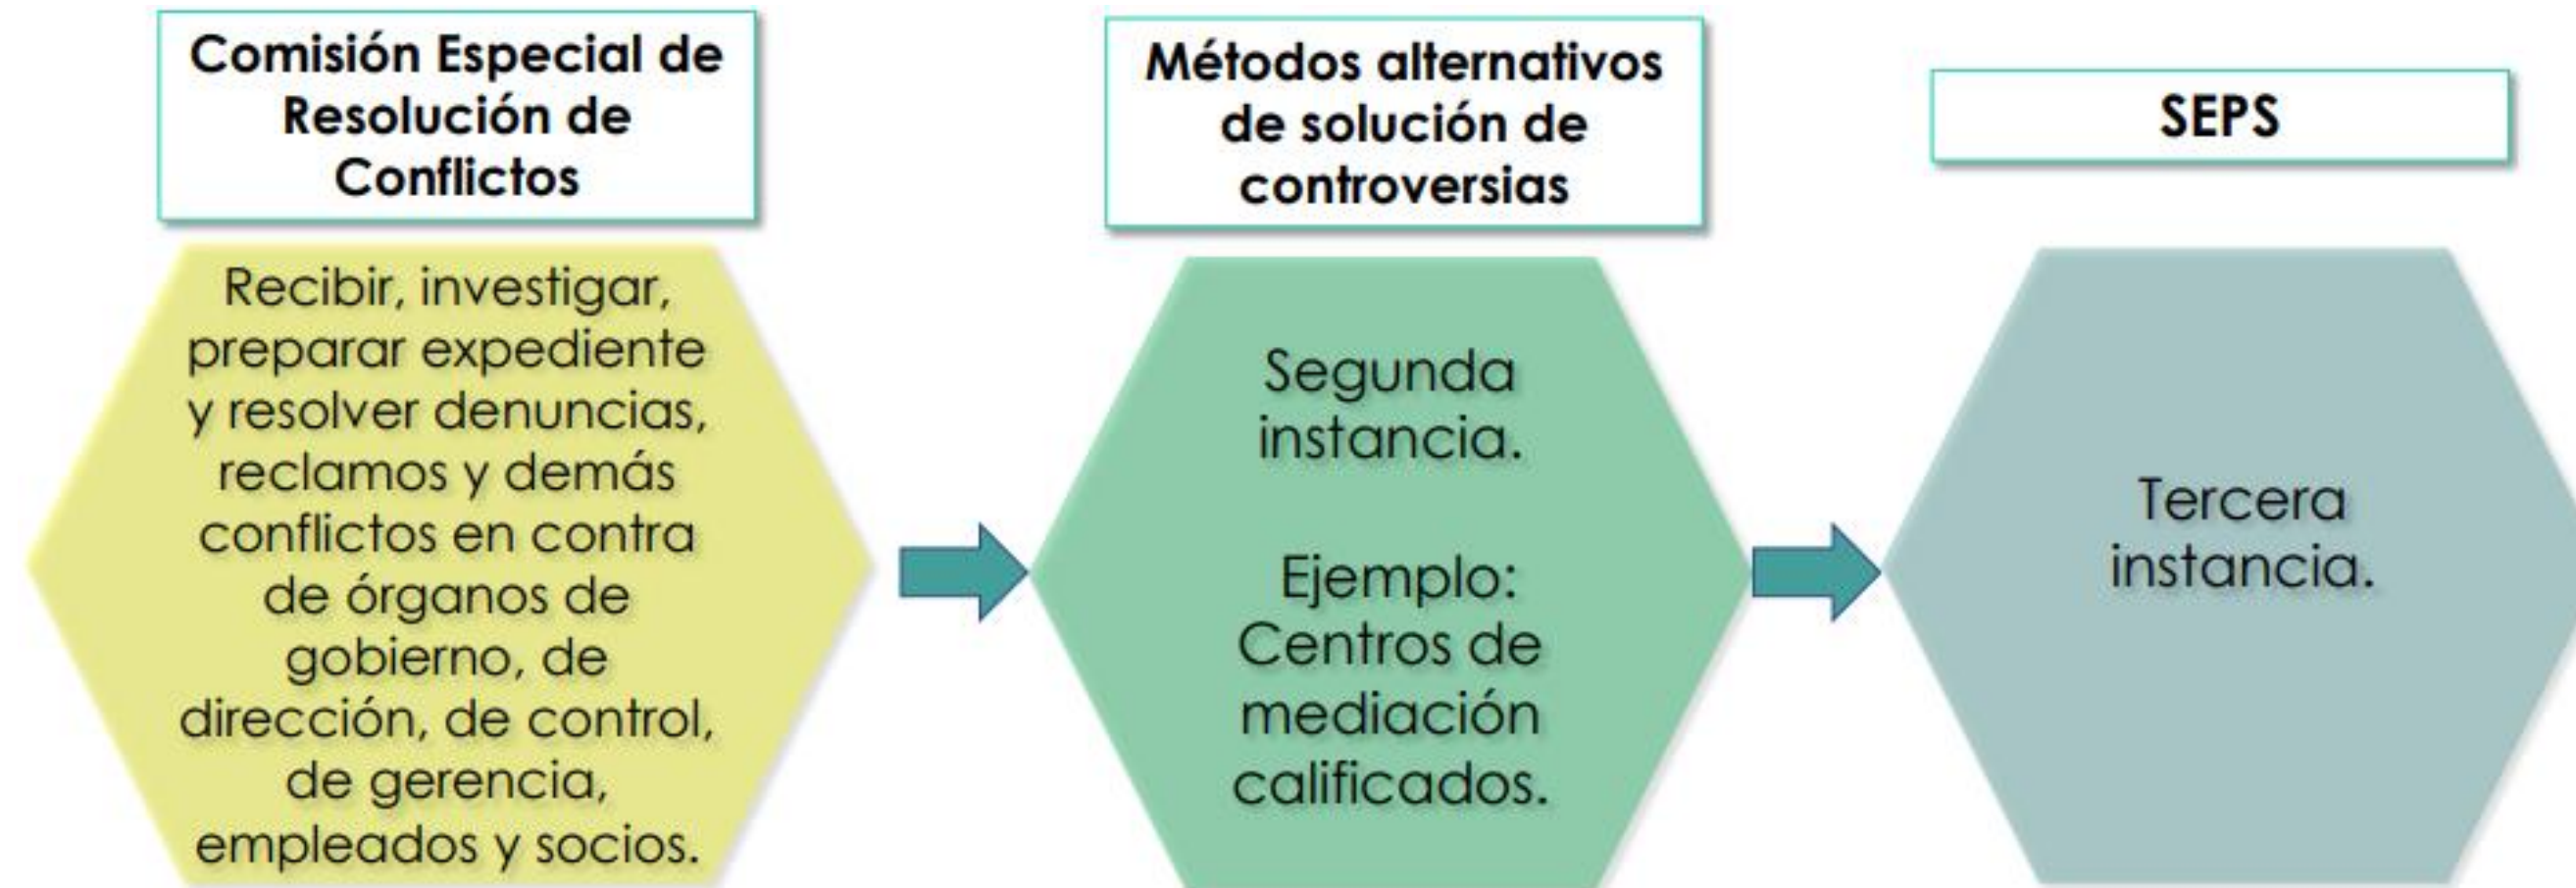 Comisión Especial de
Resolución de
Conflictos
Recibir, investigar,
preparar expediente
y resolver denuncias,
reclamos y demás
conflictos en contra
de órganos de
gobierno, de
dirección, de control,
de gerencia,
empleados y socios.
Métodos alternativos
de solución de
controversias
Segunda
instancia.
Ejemplo:
Centros de
mediación
calificados.
SEPS
Tercera
instancia.